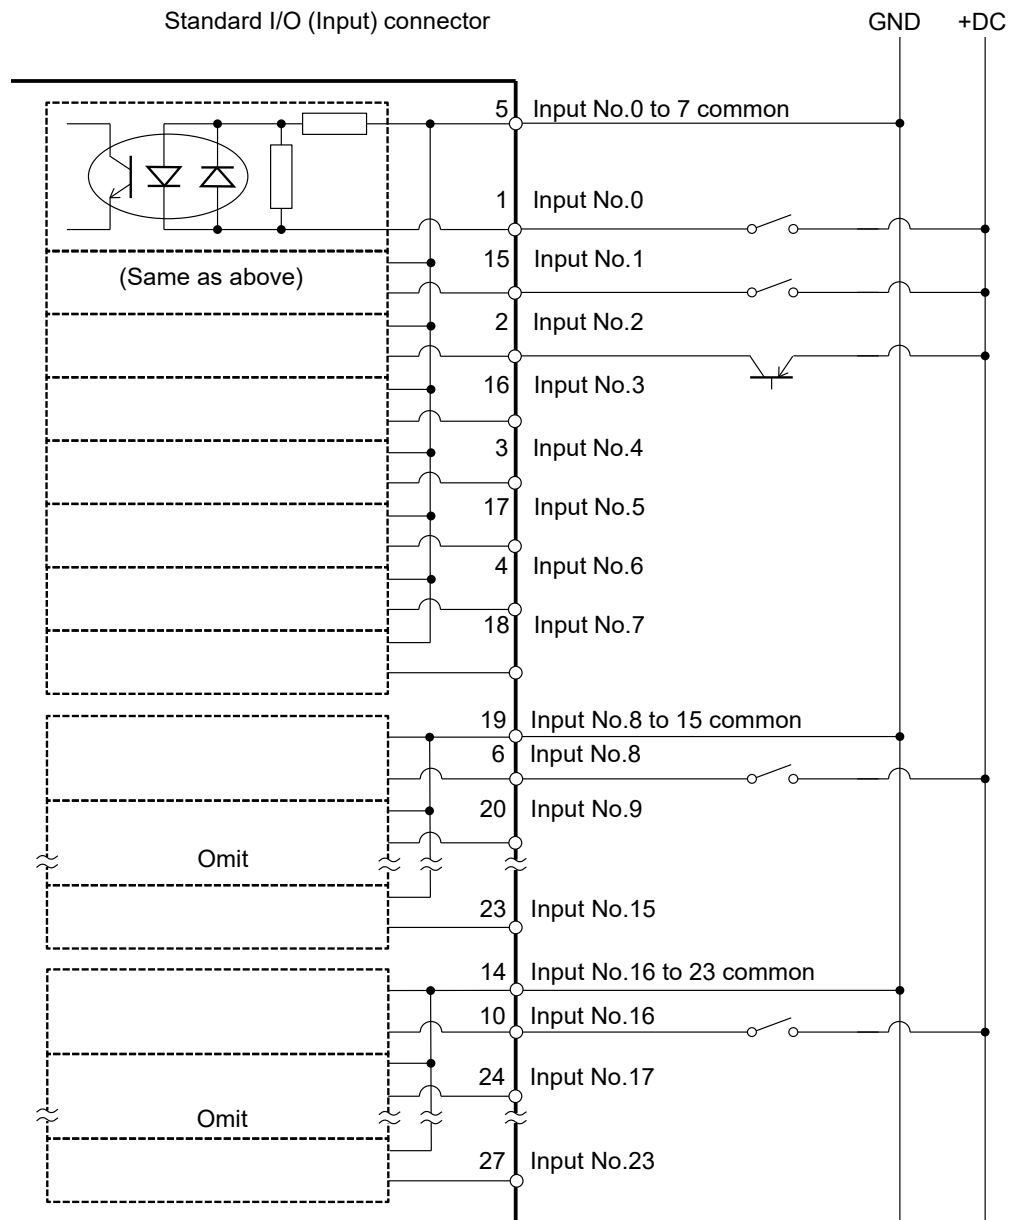 Standard I/O (Input) connector
GND
+DC
5 Input No.0 to 7 common
1 Input No.0
15 Input No.1
(Same as above)
2 Input No.2
16 Input No.3
3 Input No.4
17 Input No.5
4 Input No.6
18 Input No.7
19 Input No.8 to 15 common
6 Input No.8
20 Input No.9
Omit
23 Input No.15
14 Input No.16 to 23 common
10 Input No.16
24 Input No.17
Omit
27 Input No.23